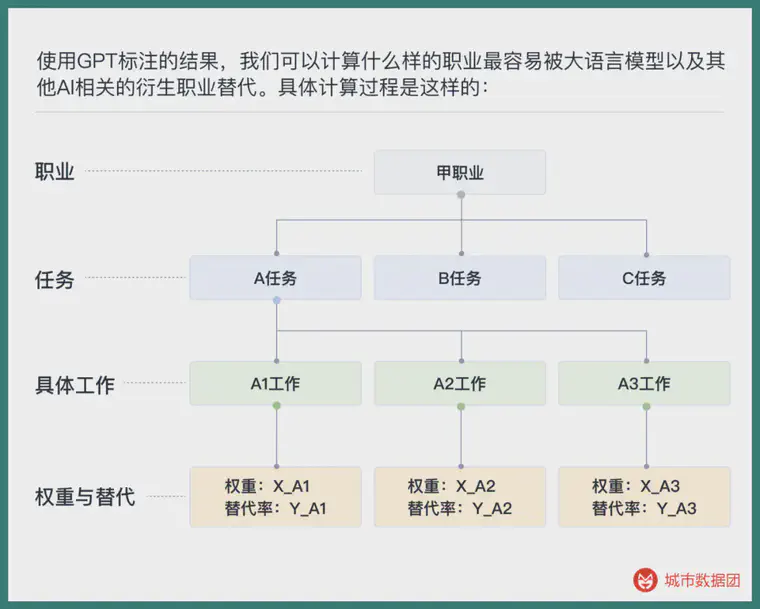 使用GPT标注的结果，我们可以计算什么样的职业最容易被大语言模型以及其
他AI相关的衍生职业替代。具体计算过程是这样的：
职业
甲职业
任务
A任务
B任务
C任务
具体工作
A1工作
A2工作
A3工作
权重与替代
权重：X_A1
替代率：Y_A1
权重：X_A2
替代率：Y_A2
权重：X_A3
替代率：Y_A3
城市数据团